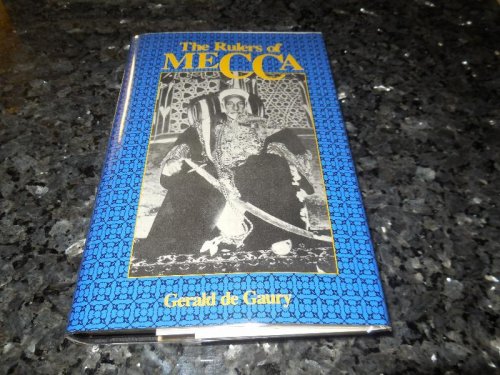 The Rulers of
MECCA
Gerald de Gaury